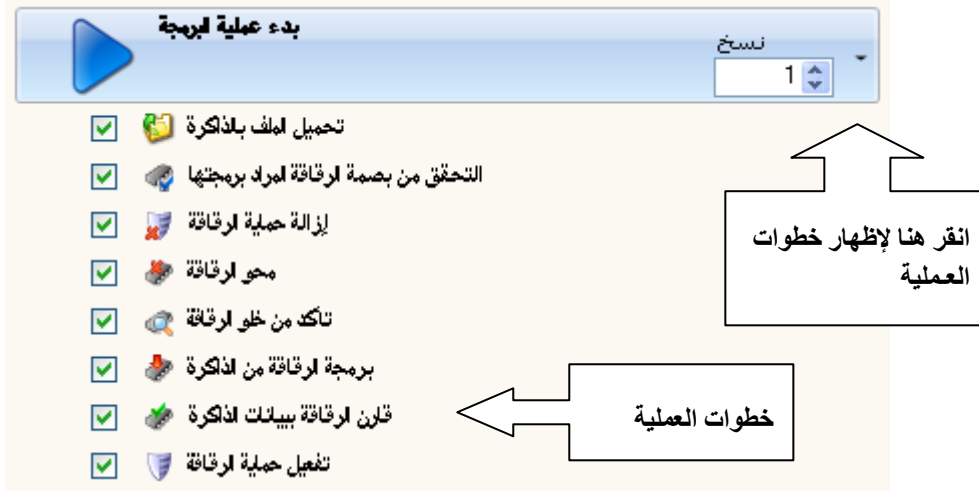 بدء عملية البرمجة
نسخ
1
تحميل الملف بالذاكرة
التحقق من بصمة الرقاقة المراد برمجتها
إزالة حماية الرقاقة
محو الرقاقة
تأكد من خلو الرقاقة
برمجة الرقاقة من الذاكرة
قارن الرقاقة ببيانات الذاكرة
تفعيل حماية الرقاقة
انقر هنا لإظهار خطوات
العملية
خطوات العملية